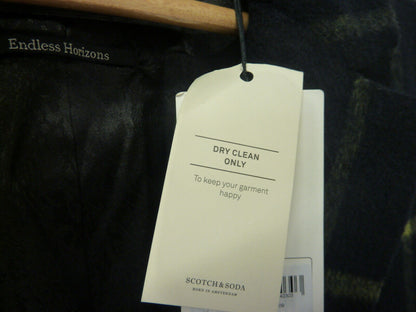 Endless Horizons
DRY CLEAN
ONLY
To keep your garment
happy
SCOTCH & SODA
BORN IN AMSTERDAM